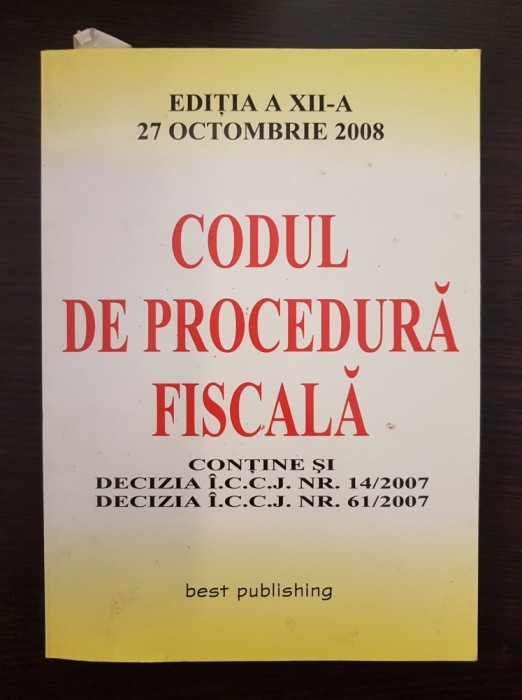 EDIȚIA A XII-A
27 OCTOMBRIE 2008
CODUL
DE PROCEDURĂ
FISCALĂ
CONȚINE ȘI
DECIZIA Î.C.C.J. NR. 14/2007
DECIZIA Î.C.C.J. NR. 61/2007
best publishing